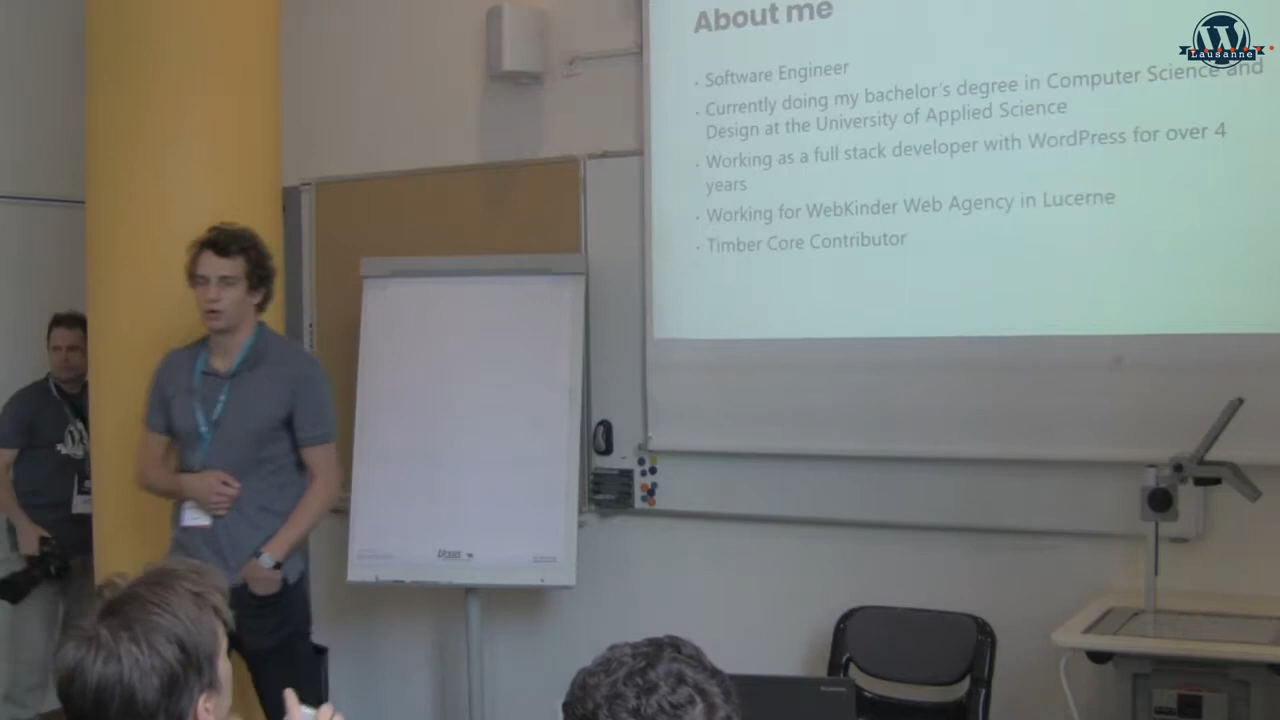 About me
Lausanne
· Software Engineer
· Currently doing my bachelor's degree in Computer Science and
Design at the University of Applied Science
· Working as a full stack developer with WordPress for over 4
years
· Working for WebKinder Web Agency in Lucerne
· Timber Core Contributor